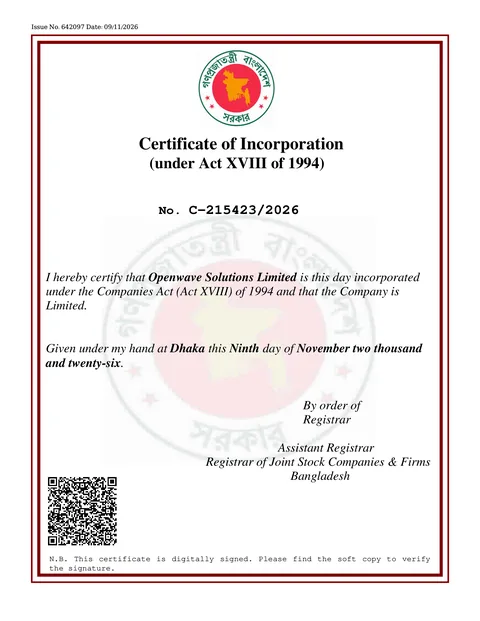 Issue No. 642097 Date: 09/11/2026
গণপ্রজাতন্ত্রী বাংলাদেশ
সরকার
Certificate of Incorporation
(under Act XVIII of 1994)
No. C–215423/2026
I hereby certify that Openwave Solutions Limited is this day incorporated
under the Companies Act (Act XVIII) of 1994 and that the Company is
Limited.
Given under my hand at Dhaka this Ninth day of November two thousand
and twenty-six.
By order of
Registrar
Assistant Registrar
Registrar of Joint Stock Companies & Firms
Bangladesh
N.B. This certificate is digitally signed. Please find the soft copy to verify
the signature.